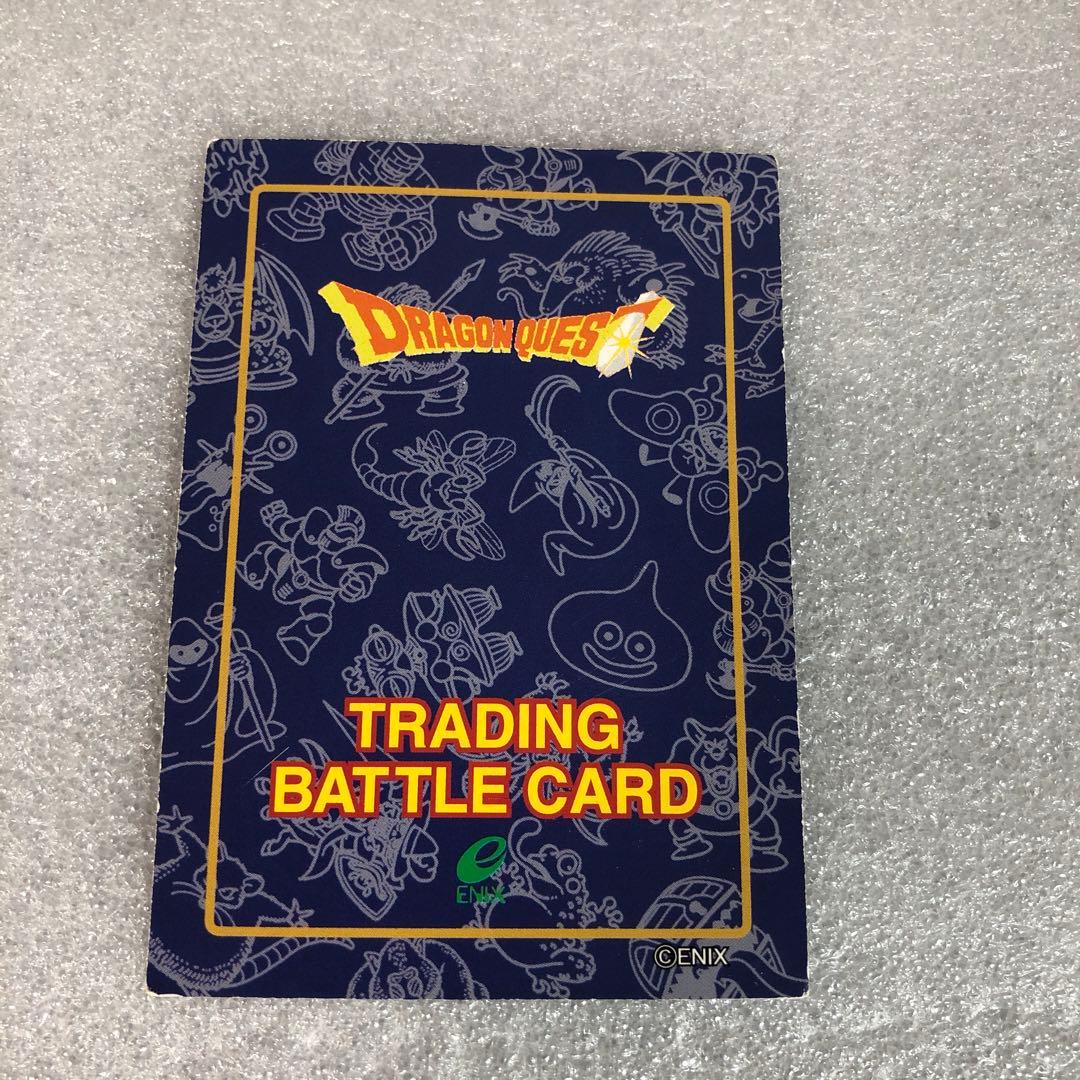 DRAGON QUEST
TRADING
BATTLE CARD
ENIX
©ENIX